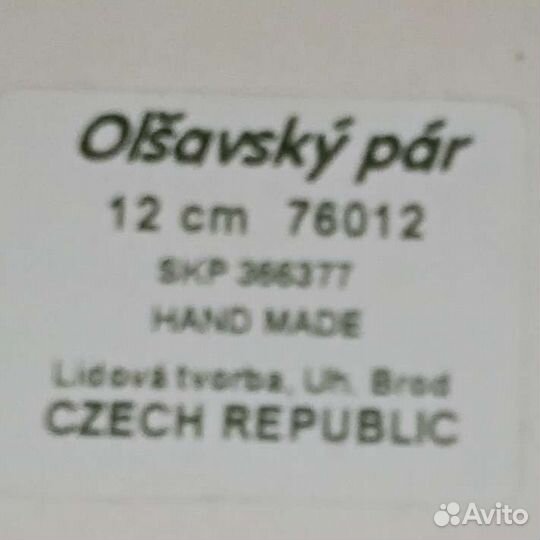 Olšavský pár
12 cm 76012
SKP 366377
HAND MADE
Lidová tvorba, Uh. Brod
CZECH REPUBLIC
Avito